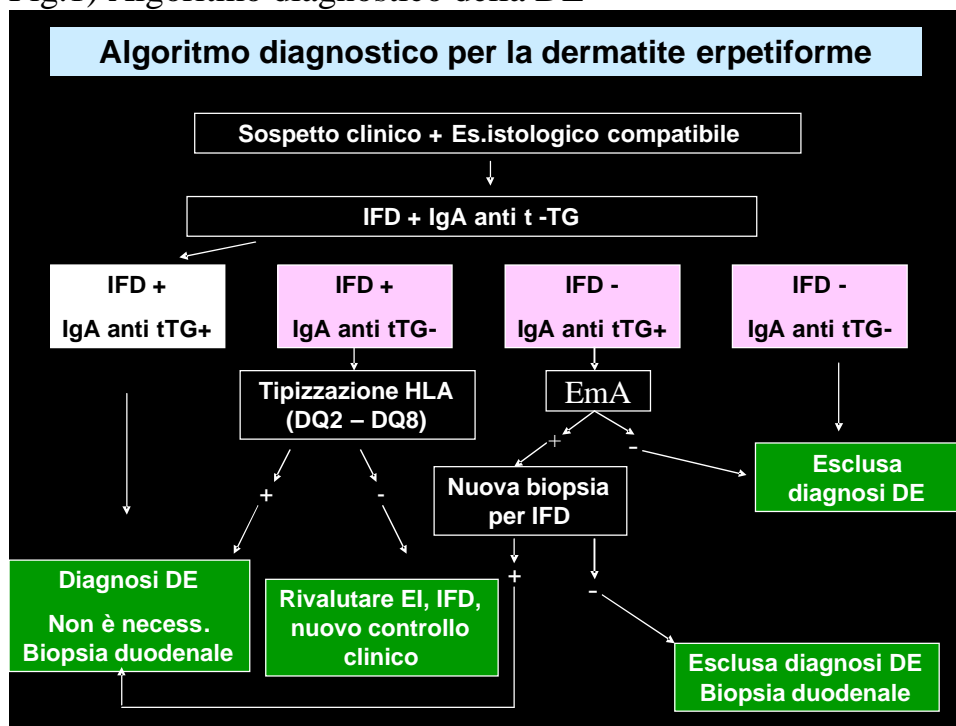 Fig.1) Algoritmo diagnostico della DE
Algoritmo diagnostico per la dermatite erpetiforme
Sospetto clinico + Es.istologico compatibile
IFD + IgA anti t -TG
IFD +
IgA anti tTG+
IFD +
IgA anti tTG-
IFD -
IgA anti tTG+
IFD -
IgA anti tTG-
Tipizzazione HLA
(DQ2 – DQ8)
EmA
+
-
Esclusa
diagnosi DE
Nuova biopsia
per IFD
+
-
Diagnosi DE
Non è necess.
Biopsia duodenale
Rivalutare EI, IFD,
nuovo controllo
clinico
+
-
Esclusa diagnosi DE
Biopsia duodenale